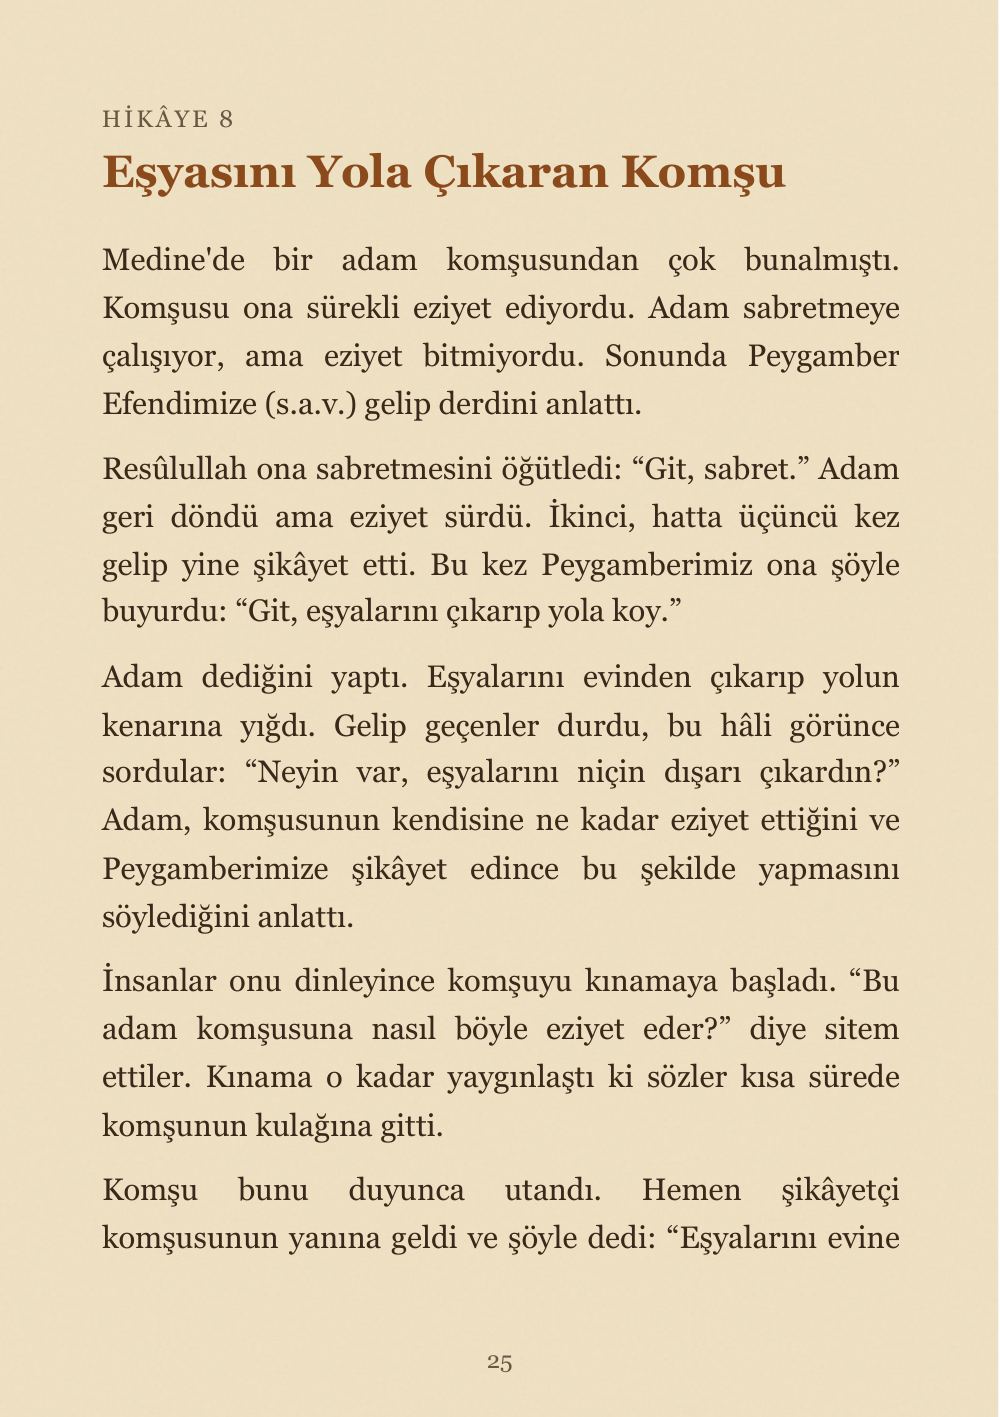 HİKÂYE 8
Eşyasını Yola Çıkaran Komşu
Medine'de bir adam komşusundan çok bunalmıştı.
Komşusu ona sürekli eziyet ediyordu. Adam sabretmeye
çalışıyor, ama eziyet bitmiyordu. Sonunda Peygamber
Efendimize (s.a.v.) gelip derdini anlattı.
Resûlullah ona sabretmesini öğütledi: “Git, sabret.” Adam
geri döndü ama eziyet sürdü. İkinci, hatta üçüncü kez
gelip yine şikâyet etti. Bu kez Peygamberimiz ona şöyle
buyurdu: “Git, eşyalarını çıkarıp yola koy.”
Adam dediğini yaptı. Eşyalarını evinden çıkarıp yolun
kenarına yığdı. Gelip geçenler durdu, bu hâli görünce
sordular: “Neyin var, eşyalarını niçin dışarı çıkardın?”
Adam, komşusunun kendisine ne kadar eziyet ettiğini ve
Peygamberimize şikâyet edince bu şekilde yapmasını
söylediğini anlattı.
İnsanlar onu dinleyince komşuyu kınamaya başladı. “Bu
adam komşusuna nasıl böyle eziyet eder?” diye sitem
ettiler. Kınama o kadar yaygınlaştı ki sözler kısa sürede
komşunun kulağına gitti.
Komşu bunu duyunca utandı. Hemen şikâyetçi
komşusunun yanına geldi ve şöyle dedi: “Eşyalarını evine
25